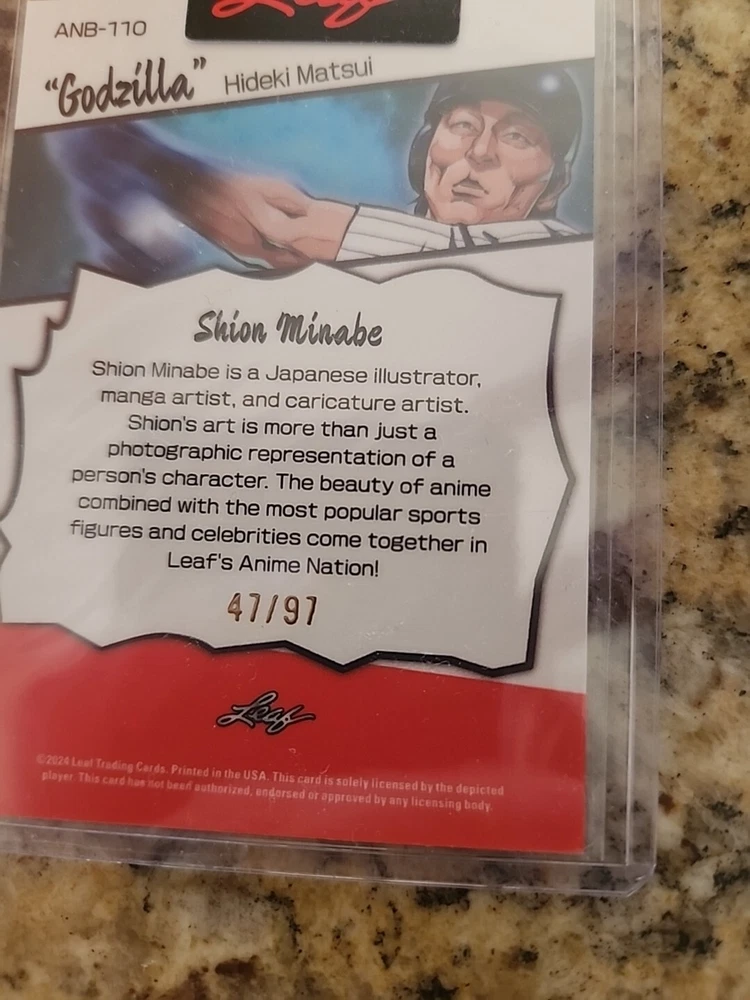 Leaf
ANB-110
"Godzilla" Hideki Matsui
Shion Minabe
Shion Minabe is a Japanese illustrator,
manga artist, and caricature artist.
Shion's art is more than just a
photographic representation of a
person's character. The beauty of anime
combined with the most popular sports
figures and celebrities come together in
Leaf's Anime Nation!
47/97
Leaf
©2024 Leaf Trading Cards. Printed in the USA. This card is solely licensed by the depicted
player. This card has not been authorized, endorsed or approved by any licensing body.